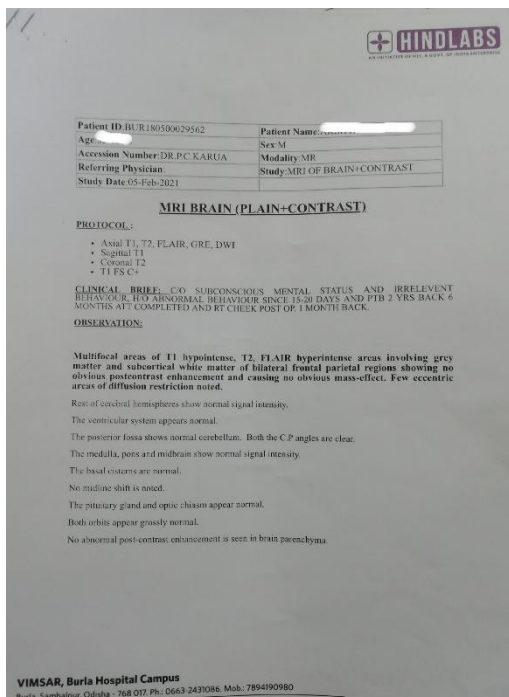 HINDLABS
Patient ID:BUR180500029562
Patient Name:
Age:
Sex:M
Accession Number:DR.P.C.KARUA
Modality:MR
Referring Physician:
Study:MRI OF BRAIN+CONTRAST
Study Date:05-Feb-2021
MRI BRAIN (PLAIN+CONTRAST)
PROTOCOL :
• Axial T1, T2, FLAIR, GRE, DWI
• Sagittal T1
• Coronal T2
• T1 FS C+
CLINICAL BRIEF: C/O SUBCONSCIOUS MENTAL STATUS AND IRRELEVENT
BEHAVIOUR, H/O ABNORMAL BEHAVIOUR SINCE 15-20 DAYS AND PTB 2 YRS BACK 6
MONTHS ATT COMPLETED AND RT CHEEK POST OP. 1 MONTH BACK.
OBSERVATION:
Multifocal areas of T1 hypointense, T2, FLAIR hyperintense areas involving grey
matter and subcortical white matter of bilateral frontal parietal regions showing no
obvious postcontrast enhancement and causing no obvious mass-effect. Few eccentric
areas of diffusion restriction noted.
Rest of cerebral hemispheres show normal signal intensity.
The ventricular system appears normal.
The posterior fossa shows normal cerebellum. Both the C.P angles are clear.
The medulla, pons and midbrain show normal signal intensity.
The basal cisterns are normal.
No midline shift is noted.
The pituitary gland and optic chiasm appear normal.
Both orbits appear grossly normal.
No abnormal post-contrast enhancement is seen in brain parenchyma.
VIMSAR, Burla Hospital Campus
Burla, Sambalpur, Odisha - 768 017. Ph.: 0663-2431086. Mob.: 7894190980